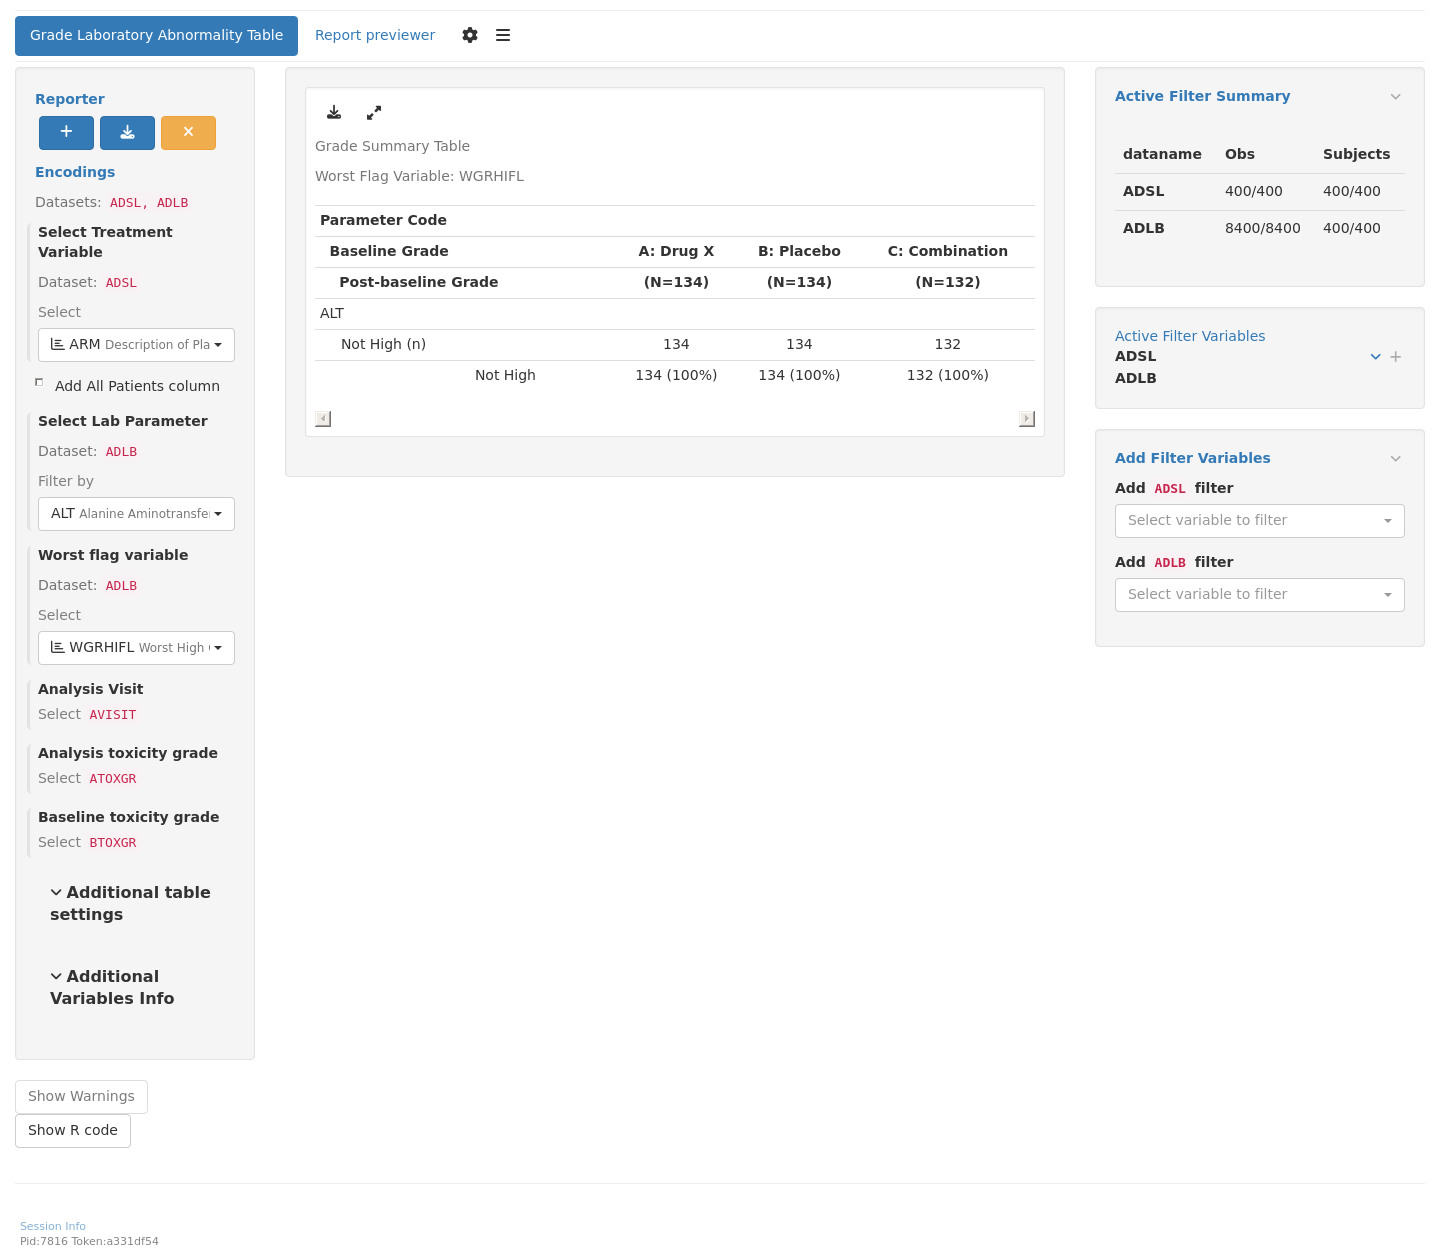 Grade Laboratory Abnormality Table
Report previewer
Reporter
Encodings
Datasets: ADSL, ADLB
Select Treatment
Variable
Dataset: ADSL
Select
ARM Description of Pla
Add All Patients column
Select Lab Parameter
Dataset: ADLB
Filter by
ALT Alanine Aminotransfe
Worst flag variable
Dataset: ADLB
Select
WGRHIFL Worst High
Analysis Visit
Select AVISIT
Analysis toxicity grade
Select ATOXGR
Baseline toxicity grade
Select BTOXGR
Additional table
settings
Additional
Variables Info
Show Warnings
Show R code
Grade Summary Table
Worst Flag Variable: WGRHIFL
Parameter Code
Baseline Grade A: Drug X B: Placebo C: Combination
Post-baseline Grade (N=134) (N=134) (N=132)
ALT
Not High (n) 134 134 132
Not High 134 (100%) 134 (100%) 132 (100%)
Active Filter Summary
dataname Obs Subjects
ADSL 400/400 400/400
ADLB 8400/8400 400/400
Active Filter Variables
ADSL
ADLB
Add Filter Variables
Add ADSL filter
Select variable to filter
Add ADLB filter
Select variable to filter
Session Info
Pid:7816 Token:a331df54